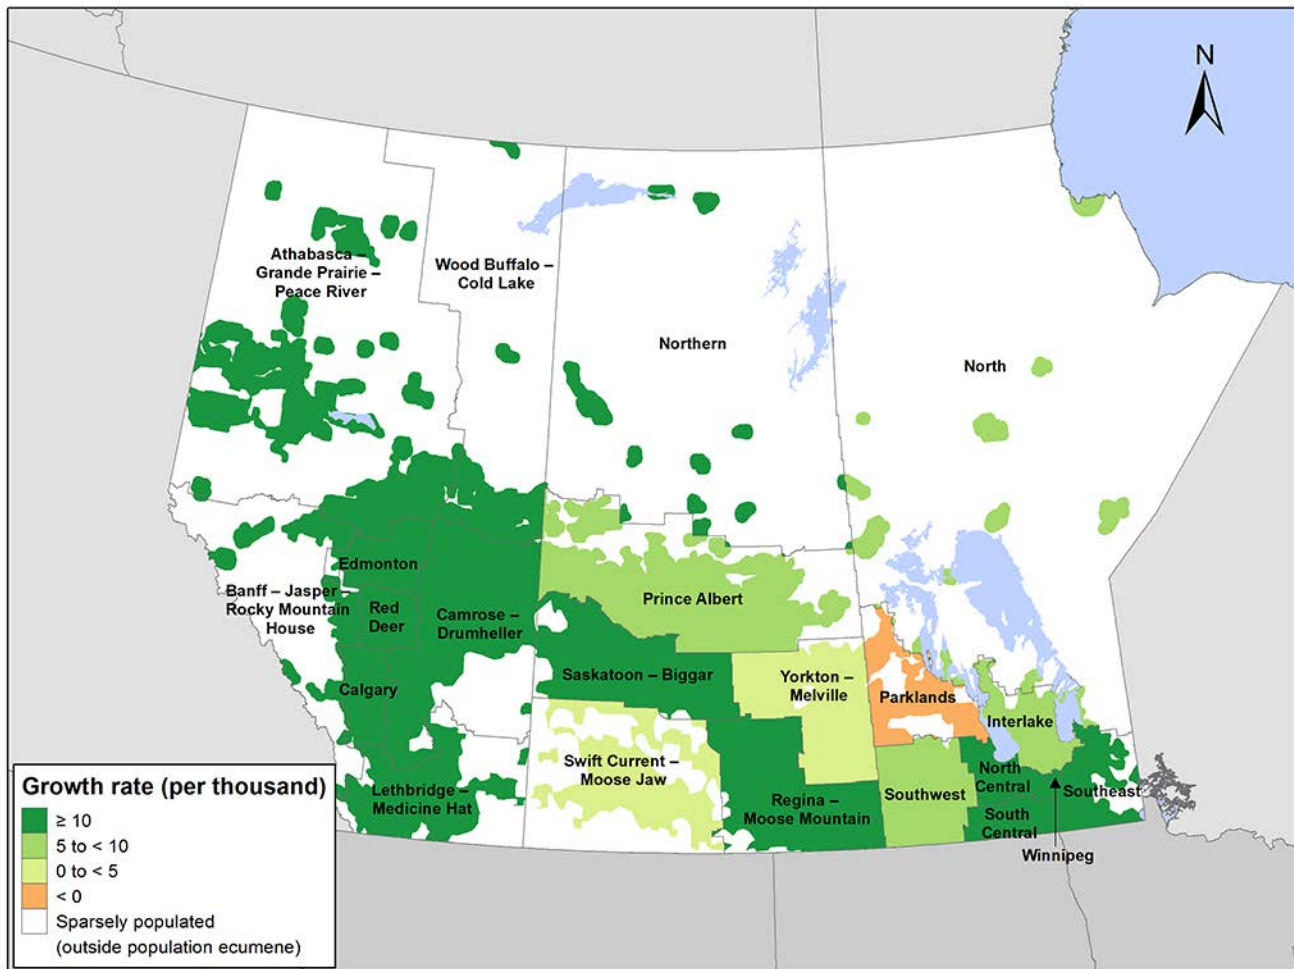 N
Athabasca –
Grande Prairie –
Peace River
Wood Buffalo –
Cold Lake
Northern
North
Edmonton
Banff – Jasper –
Rocky Mountain
House
Red
Deer
Camrose –
Drumheller
Prince Albert
Calgary
Saskatoon – Biggar
Yorkton –
Melville
Parklands
Interlake
Swift Current –
Moose Jaw
Lethbridge –
Medicine Hat
Regina –
Moose Mountain
Southwest
North
Central
South
Central
Southeast
Winnipeg
Growth rate (per thousand)
≥ 10
5 to < 10
0 to < 5
< 0
Sparsely populated
(outside population ecumene)